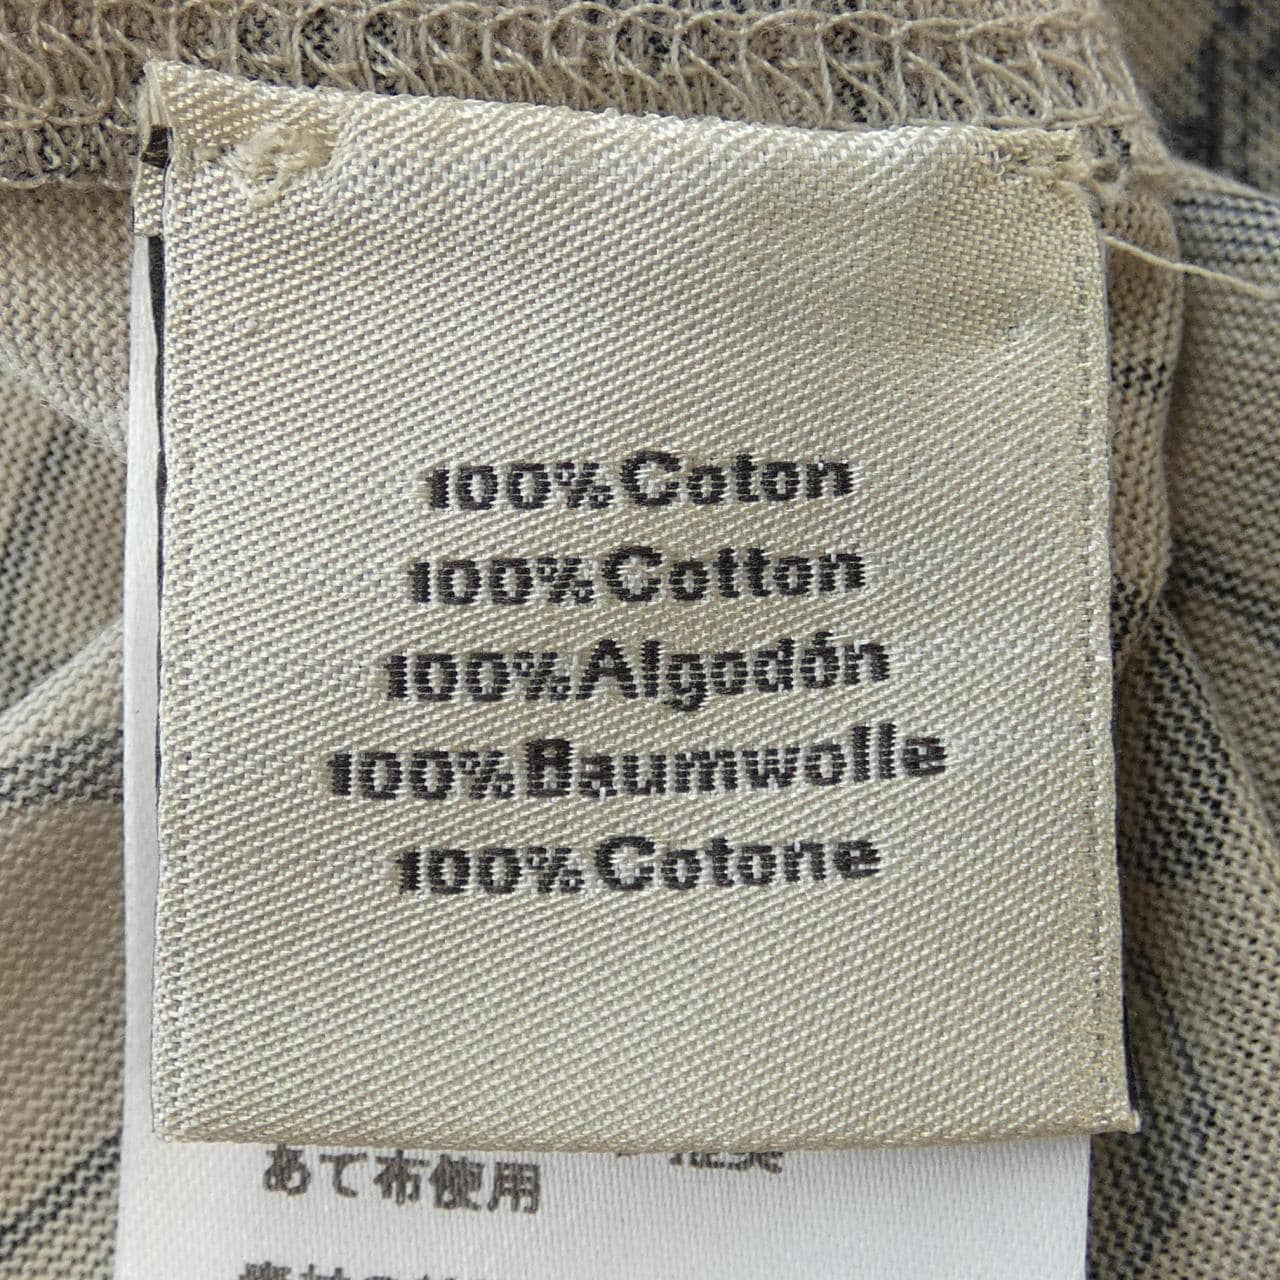 100% Coton
100% Cotton
100% Algodón
100% Baumwolle
100% Cotone
あて布使用